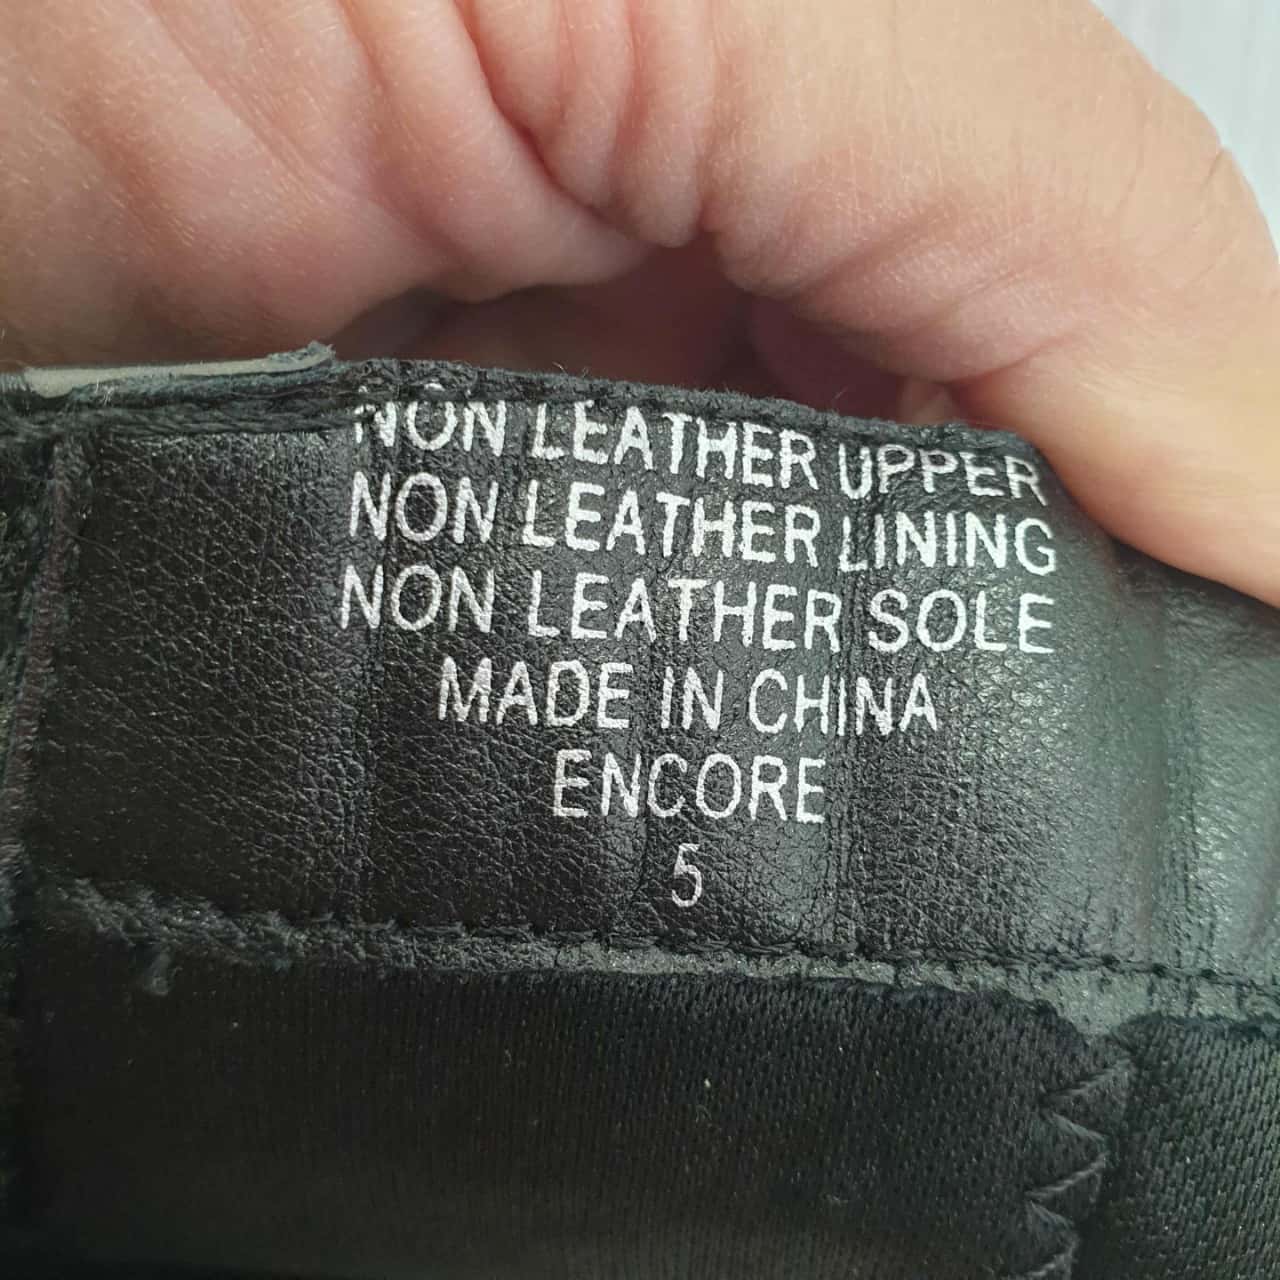 NON LEATHER UPPER
NON LEATHER LINING
NON LEATHER SOLE
MADE IN CHINA
ENCORE
5